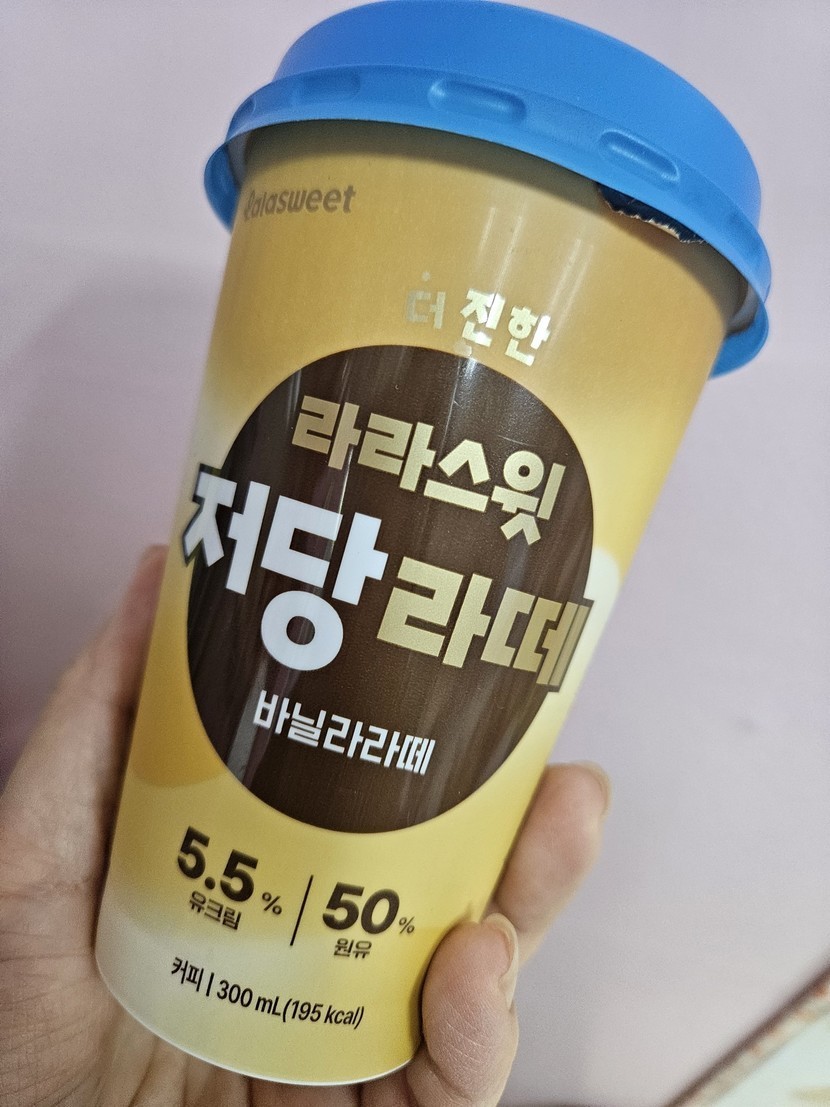 Lalasweet
더 진한
라라스윗
저당 라떼
바닐라라떼
5.5% 유크림 | 50% 원유
커피 | 300 mL(195 kcal)